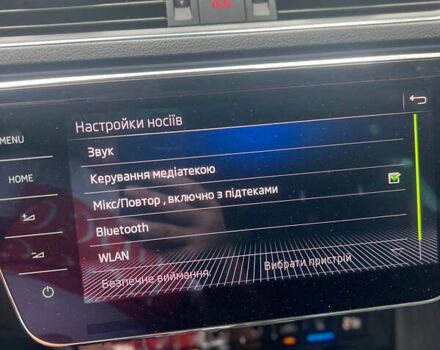 MENU
HOME
Настройки носіїв
Звук
Керування медіатекою
Мікс/Повтор , включно з підтеками
Bluetooth
WLAN
Безпечне виймання
Вибрати пристрій